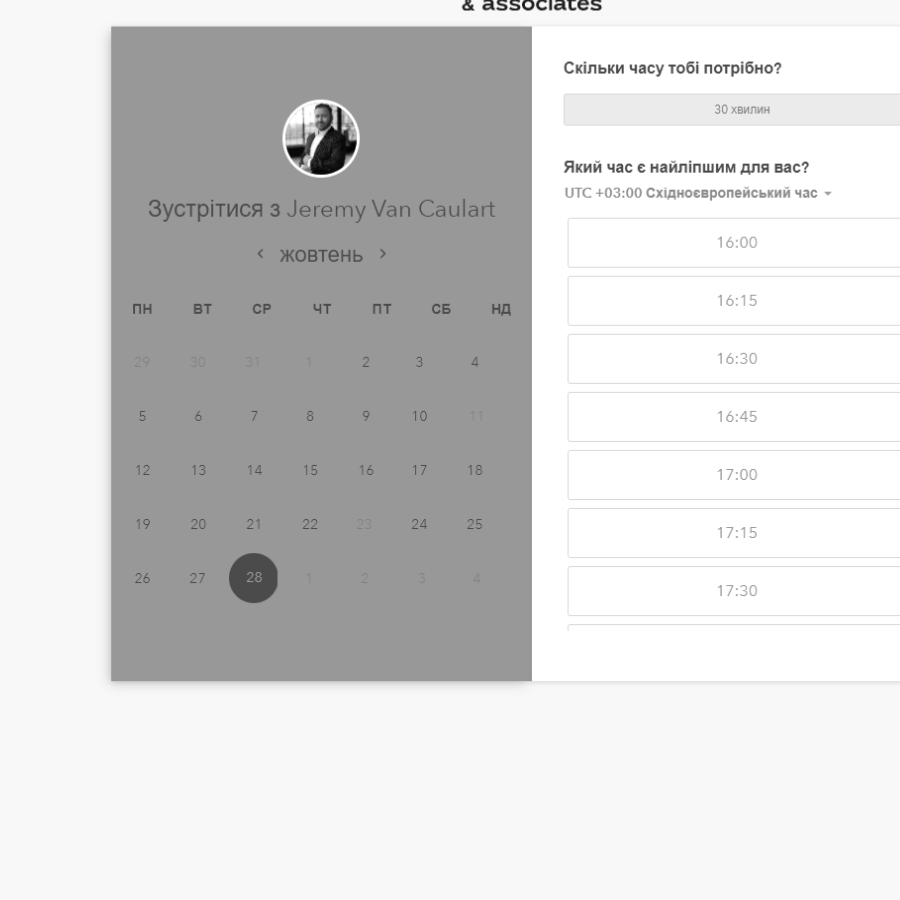 & associates
Зустрітися з Jeremy Van Caulart
жовтень
ПН ВТ СР ЧТ ПТ СБ НД
29 30 31 1 2 3 4
5 6 7 8 9 10 11
12 13 14 15 16 17 18
19 20 21 22 23 24 25
26 27 28 1 2 3 4
Скільки часу тобі потрібно?
30 хвилин
Який час є найліпшим для вас?
UTC +03:00 Східноєвропейський час
16:00
16:15
16:30
16:45
17:00
17:15
17:30